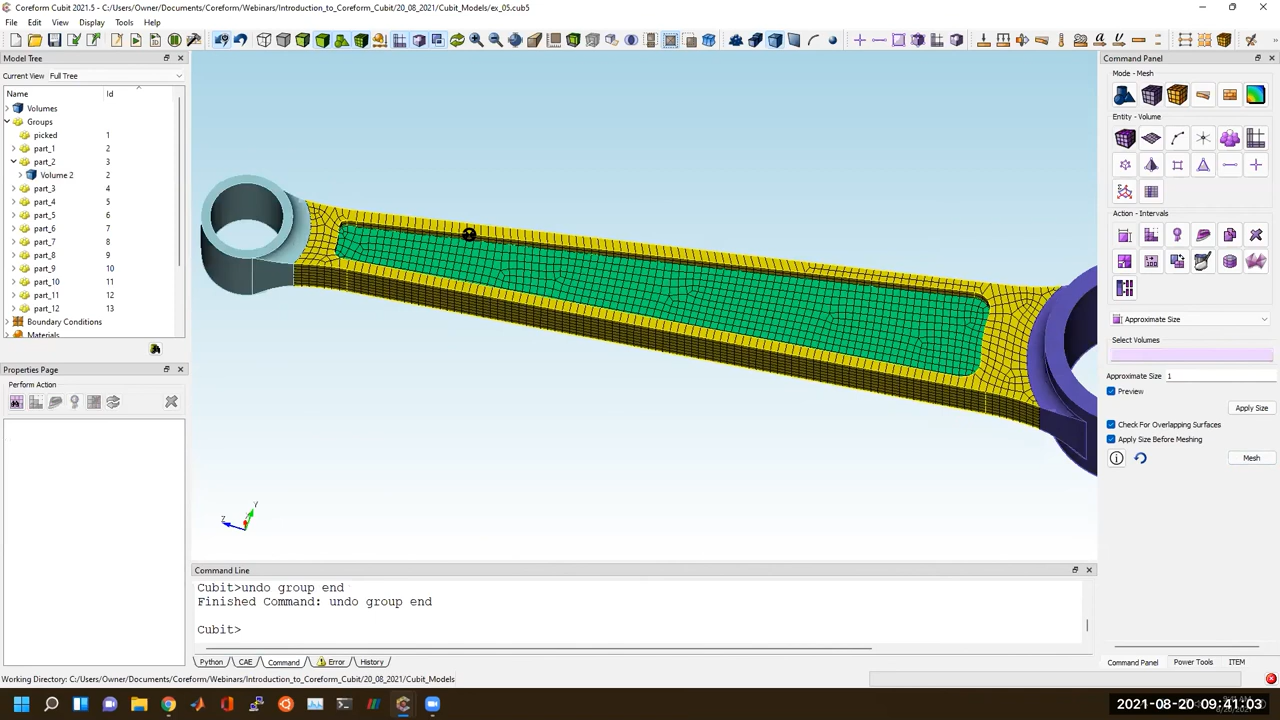 Coreform Cubit 2021.5 - C:/Users/Owner/Documents/Coreform/Webinars/Introduction_to_Coreform_Cubit/20_08_2021/Cubit_Models/ex_05.cub5
File Edit View Display Tools Help
Model Tree
Current View Full Tree
Name Id
Volumes
Groups
picked 1
part_1 2
part_2 3
Volume 2 2
part_3 4
part_4 5
part_5 6
part_6 7
part_7 8
part_8 9
part_9 10
part_10 11
part_11 12
part_12 13
Boundary Conditions
Materials
Properties Page
Perform Action
Z Y
Command Line
Cubit>undo group end
Finished Command: undo group end
Cubit>
Python CAE Command Error History
Working Directory: C:/Users/Owner/Documents/Coreform/Webinars/Introduction_to_Coreform_Cubit/20_08_2021/Cubit_Models
Command Panel
Mode - Mesh
Entity - Volume
Action - Intervals
Approximate Size
Select Volumes
Approximate Size 1
Preview
Apply Size
Check For Overlapping Surfaces
Apply Size Before Meshing
Mesh
Command Panel Power Tools ITEM
2021-08-20 09:41:03